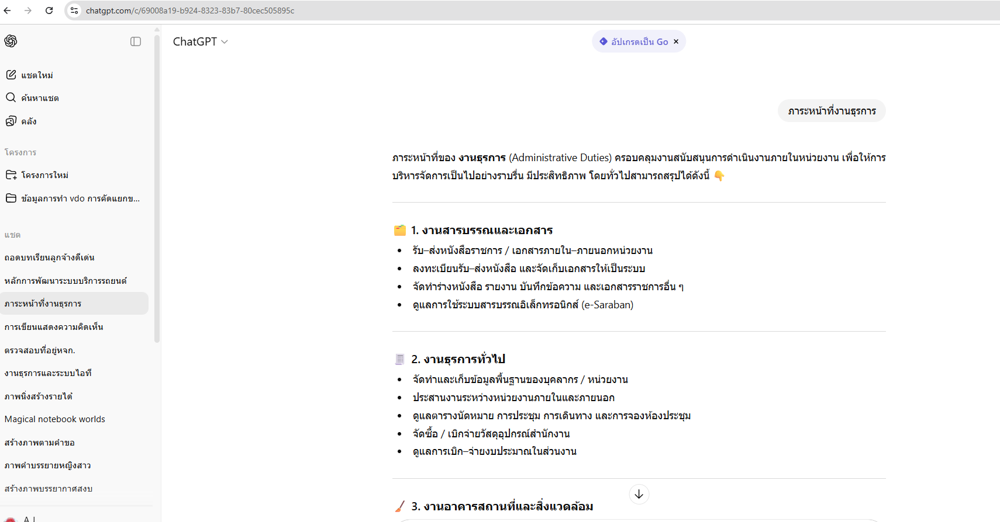 chatgpt.com/c/69008a19-b924-8323-83b7-80cec505895c
ChatGPT
อัปเกรดเป็น Go
แชตใหม่
ค้นหาแชต
คลัง
โครงการ
โครงการใหม่
ข้อมูลการทำ vdo การคัดแยกข...
แชต
ถอดบทเรียนลูกจ้างดีเด่น
หลักการพัฒนาระบบบริการรถยนต์
ภาระหน้าที่งานธุรการ
การเขียนแสดงความคิดเห็น
ตรวจสอบที่อยู่หจก.
งานธุรการและระบบไอที
ภาพนิ่งสร้างรายได้
Magical notebook worlds
สร้างภาพตามคำขอ
ภาพคำบรรยายหญิงสาว
สร้างภาพบรรยากาศสงบ
ภาระหน้าที่งานธุรการ
ภาระหน้าที่ของ งานธุรการ (Administrative Duties) ครอบคลุมงานสนับสนุนการดำเนินงานภายในหน่วยงาน เพื่อให้การ
บริหารจัดการเป็นไปอย่างราบรื่น มีประสิทธิภาพ โดยทั่วไปสามารถสรุปได้ดังนี้ 👇
🗂️ 1. งานสารบรรณและเอกสาร
• รับ–ส่งหนังสือราชการ / เอกสารภายใน–ภายนอกหน่วยงาน
• ลงทะเบียนรับ–ส่งหนังสือ และจัดเก็บเอกสารให้เป็นระบบ
• จัดทำร่างหนังสือ รายงาน บันทึกข้อความ และเอกสารราชการอื่น ๆ
• ดูแลการใช้ระบบสารบรรณอิเล็กทรอนิกส์ (e-Saraban)
🧾 2. งานธุรการทั่วไป
• จัดทำและเก็บข้อมูลพื้นฐานของบุคลากร / หน่วยงาน
• ประสานงานระหว่างหน่วยงานภายในและภายนอก
• ดูแลตารางนัดหมาย การประชุม การเดินทาง และการจองห้องประชุม
• จัดซื้อ / เบิกจ่ายวัสดุอุปกรณ์สำนักงาน
• ดูแลการเบิก–จ่ายงบประมาณในส่วนงาน
🖌️ 3. งานอาคารสถานที่และสิ่งแวดล้อม